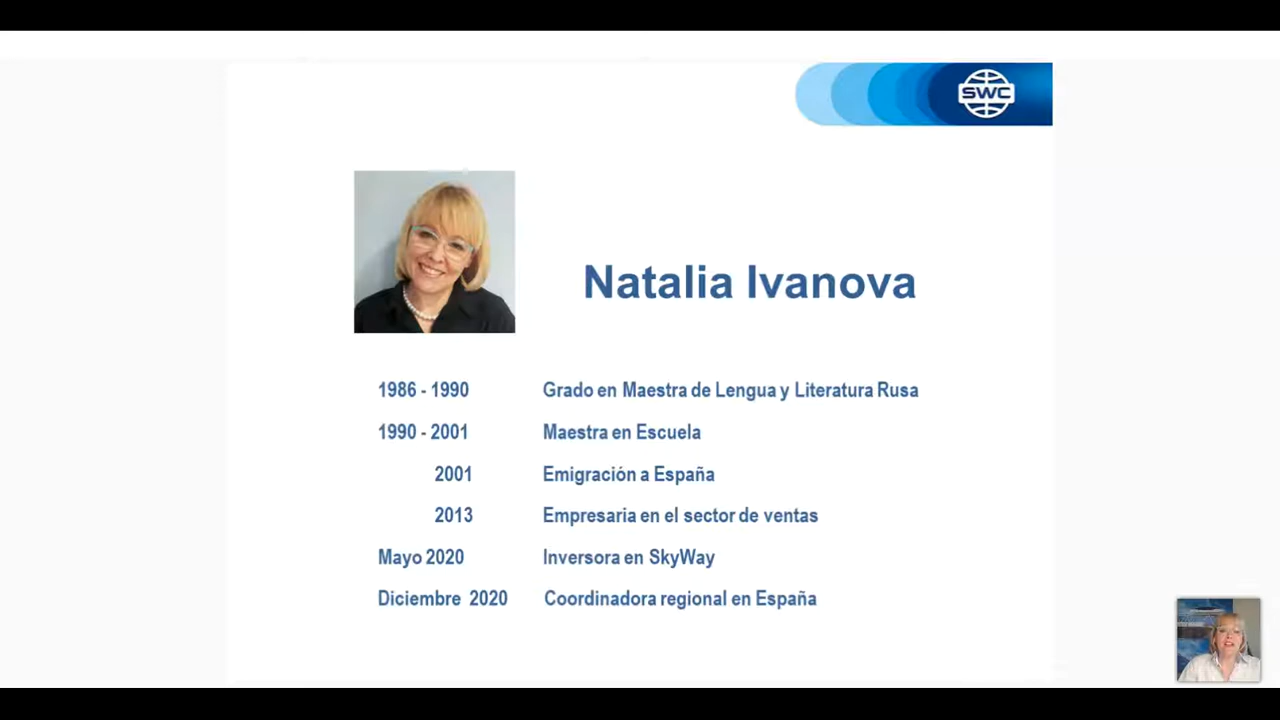 SWC
Natalia Ivanova
1986 - 1990 Grado en Maestra de Lengua y Literatura Rusa
1990 - 2001 Maestra en Escuela
2001 Emigración a España
2013 Empresaria en el sector de ventas
Mayo 2020 Inversora en SkyWay
Diciembre 2020 Coordinadora regional en España